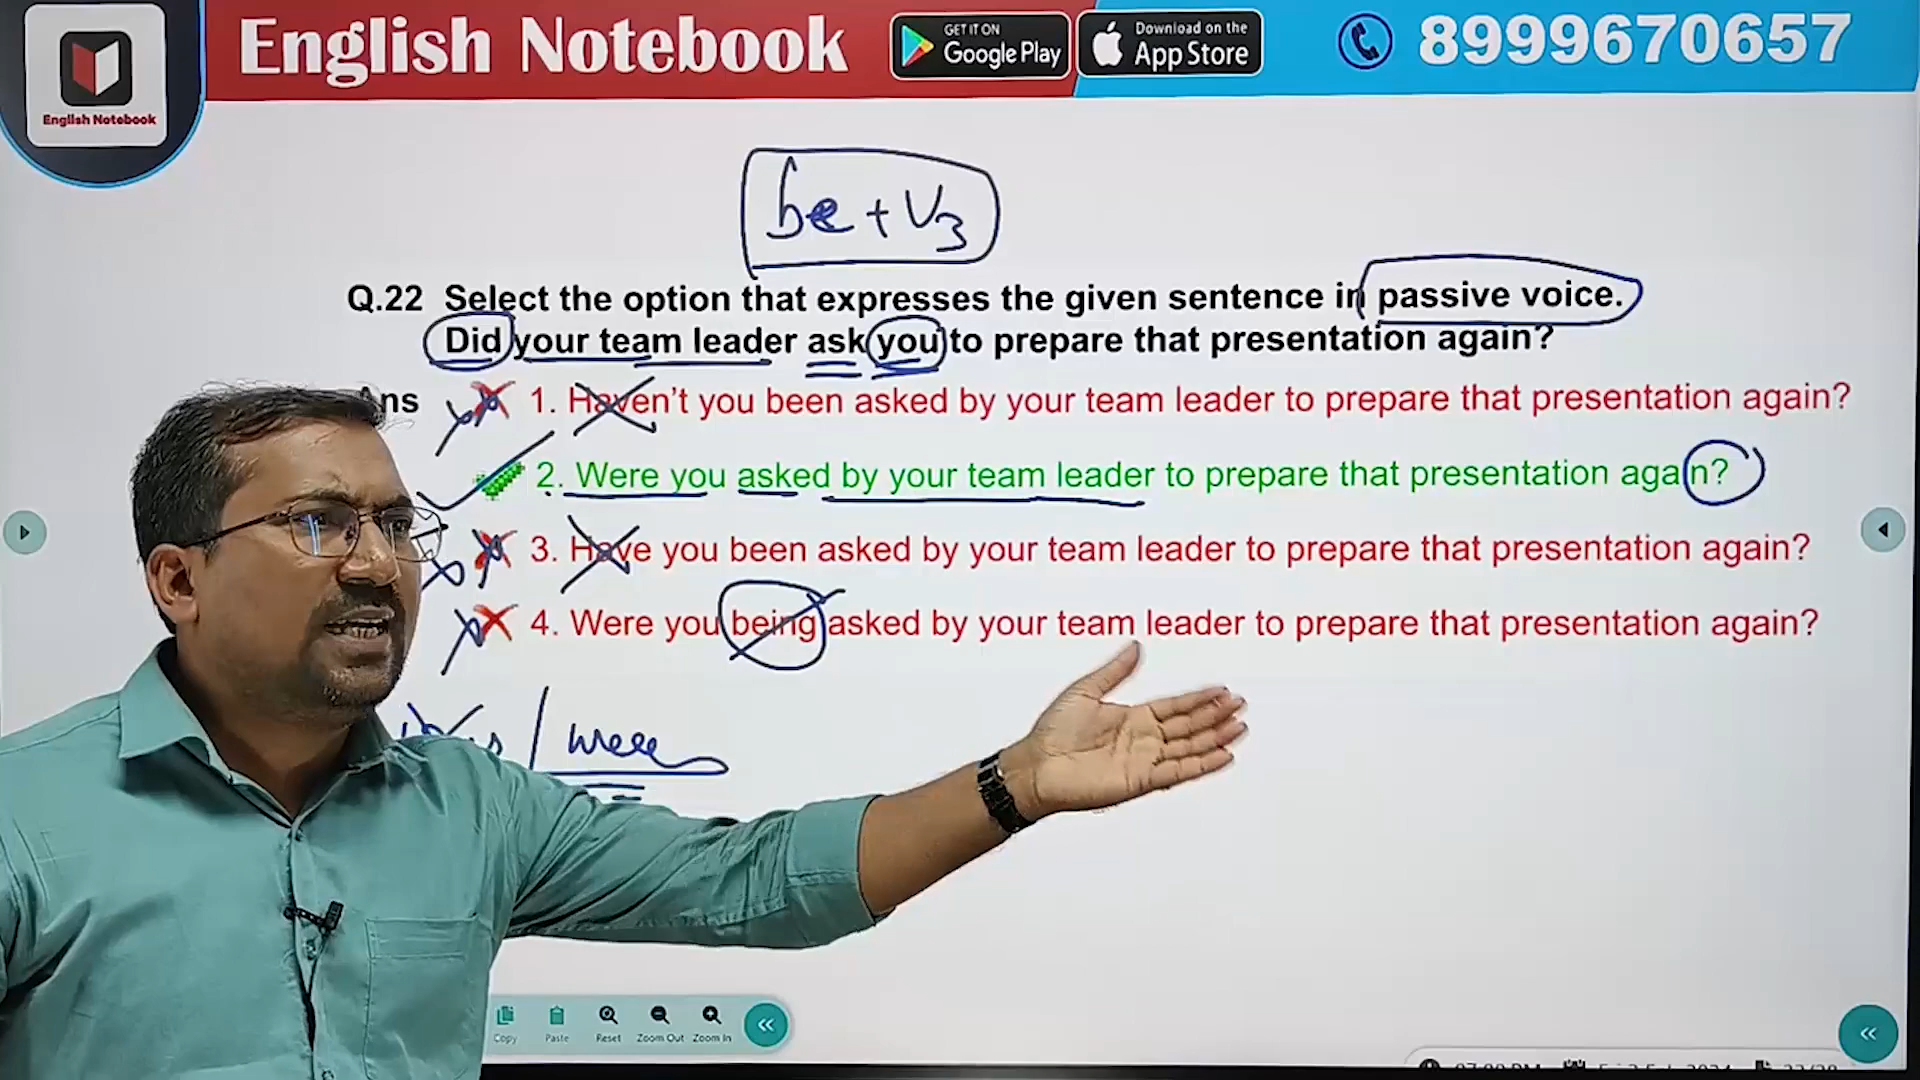 English Notebook
GET IT ON
Google Play
Download on the
App Store
8999670657
English Notebook
be + V3
Q.22 Select the option that expresses the given sentence in passive voice.
Did your team leader ask you to prepare that presentation again?
Ans 1. Haven't you been asked by your team leader to prepare that presentation again?
2. Were you asked by your team leader to prepare that presentation again?
3. Have you been asked by your team leader to prepare that presentation again?
4. Were you being asked by your team leader to prepare that presentation again?
/ were
Copy Paste Reset Zoom Out Zoom In